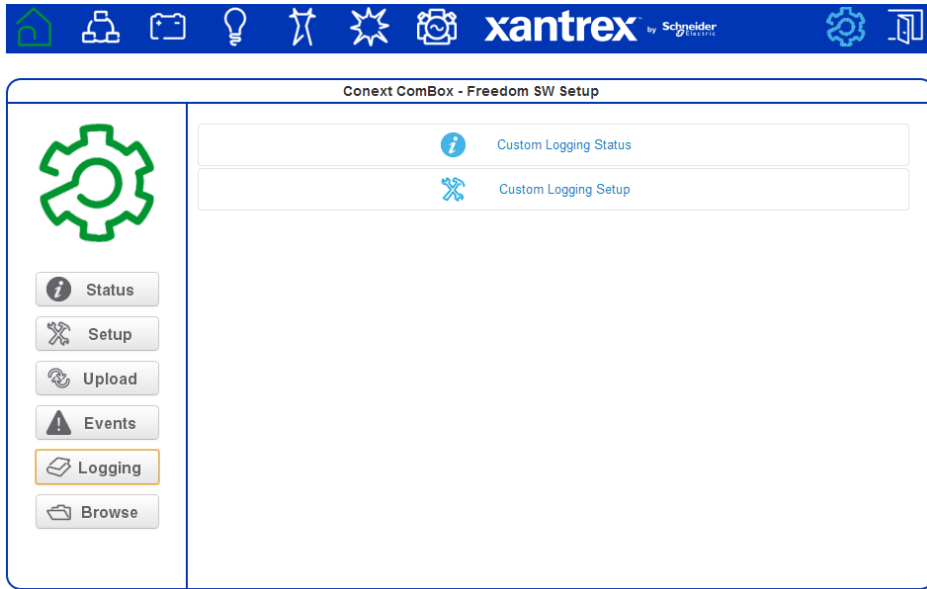 xantrex by Schneider Electric
Conext ComBox - Freedom SW Setup
Custom Logging Status
Custom Logging Setup
Status
Setup
Upload
Events
Logging
Browse